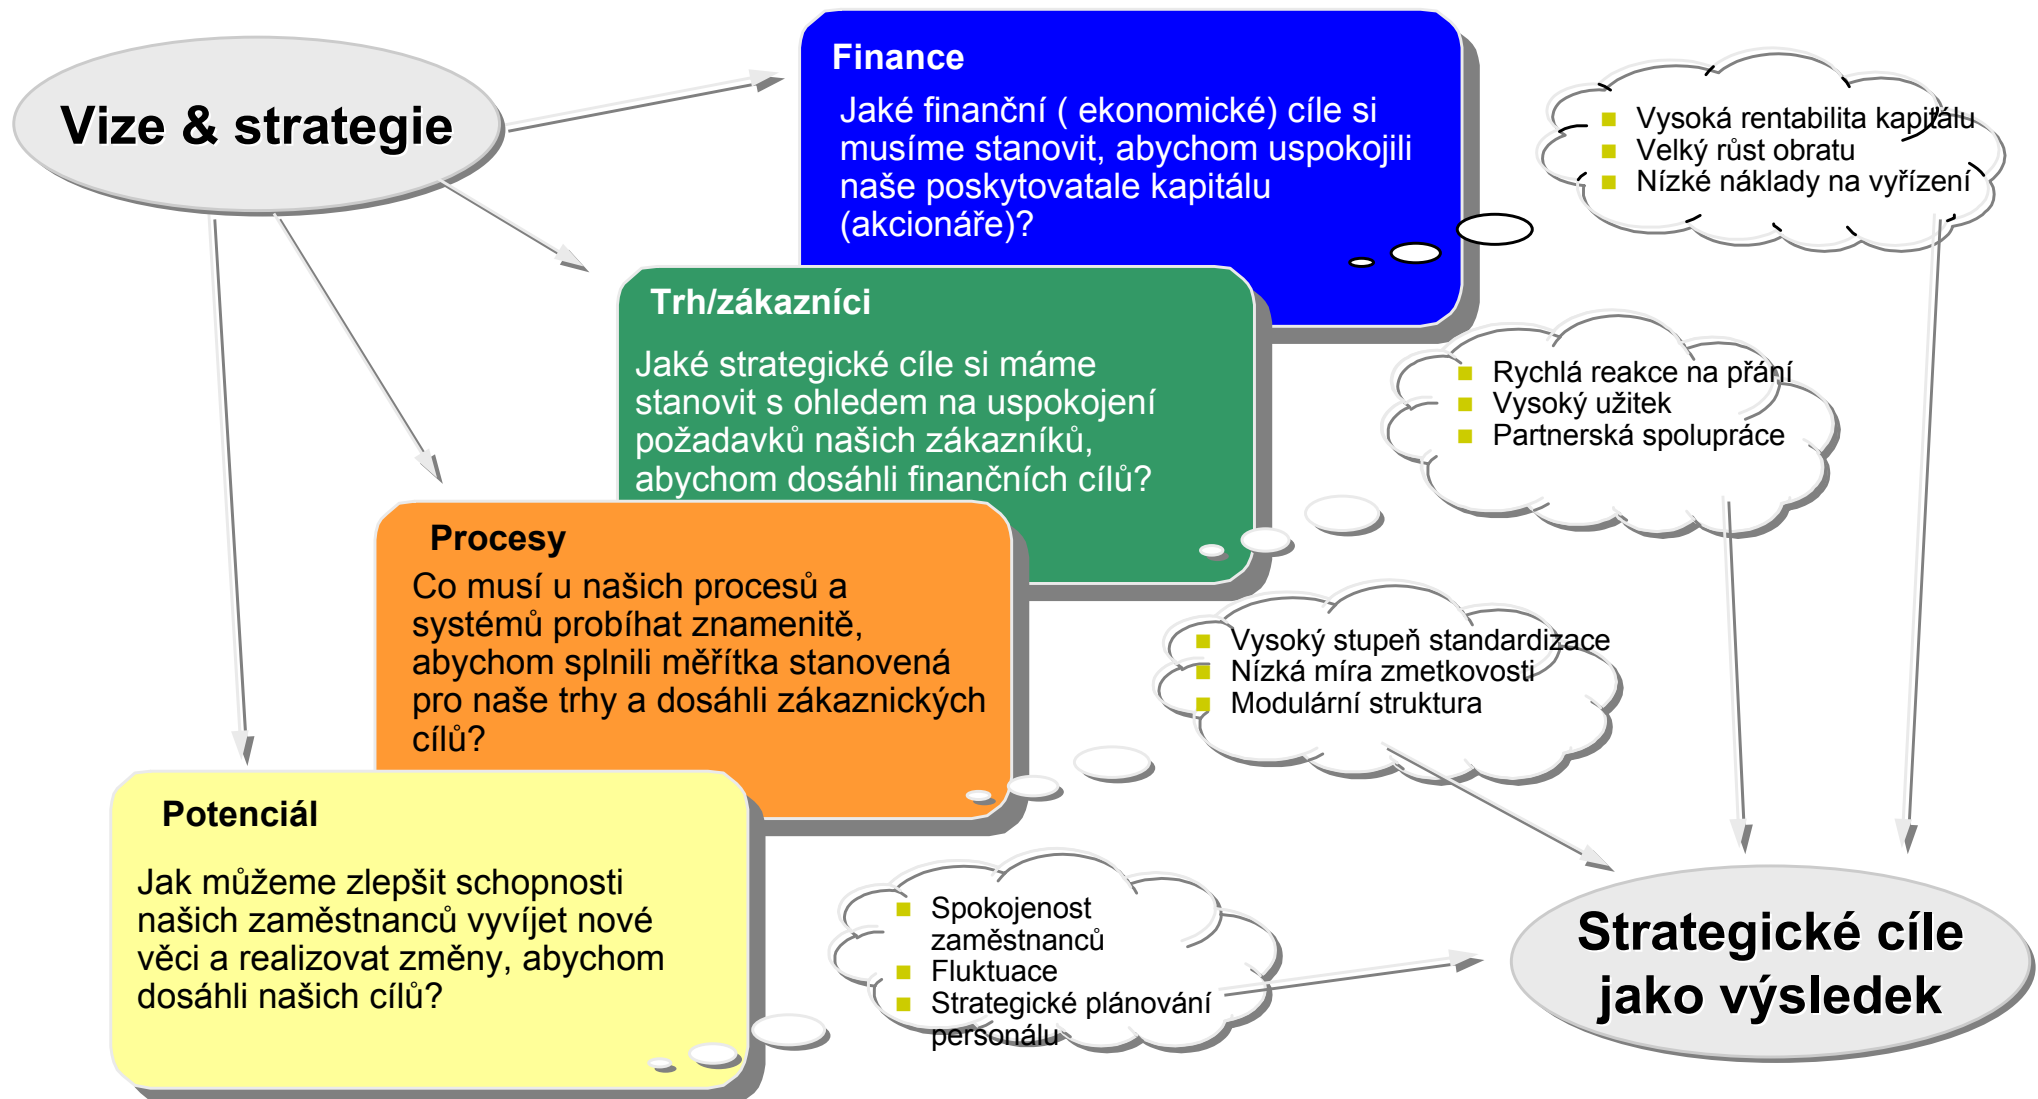 Vize & strategie
Finance
Jaké finanční ( ekonomické) cíle si
musíme stanovit, abychom uspokojili
naše poskytovatale kapitálu
(akcionáře)?
Vysoká rentabilita kapitálu
Velký růst obratu
Nízké náklady na vyřízení
Trh/zákazníci
Jaké strategické cíle si máme
stanovit s ohledem na uspokojení
požadavků našich zákazníků,
abychom dosáhli finančních cílů?
Rychlá reakce na přání
Vysoký užitek
Partnerská spolupráce
Procesy
Co musí u našich procesů a
systémů probíhat znamenitě,
abychom splnili měřítka stanovená
pro naše trhy a dosáhli zákaznických
cílů?
Vysoký stupeň standardizace
Nízká míra zmetkovosti
Modulární struktura
Potenciál
Jak můžeme zlepšit schopnosti
našich zaměstnanců vyvíjet nové
věci a realizovat změny, abychom
dosáhli našich cílů?
Spokojenost
zaměstnanců
Fluktuace
Strategické plánování
personálu
Strategické cíle
jako výsledek